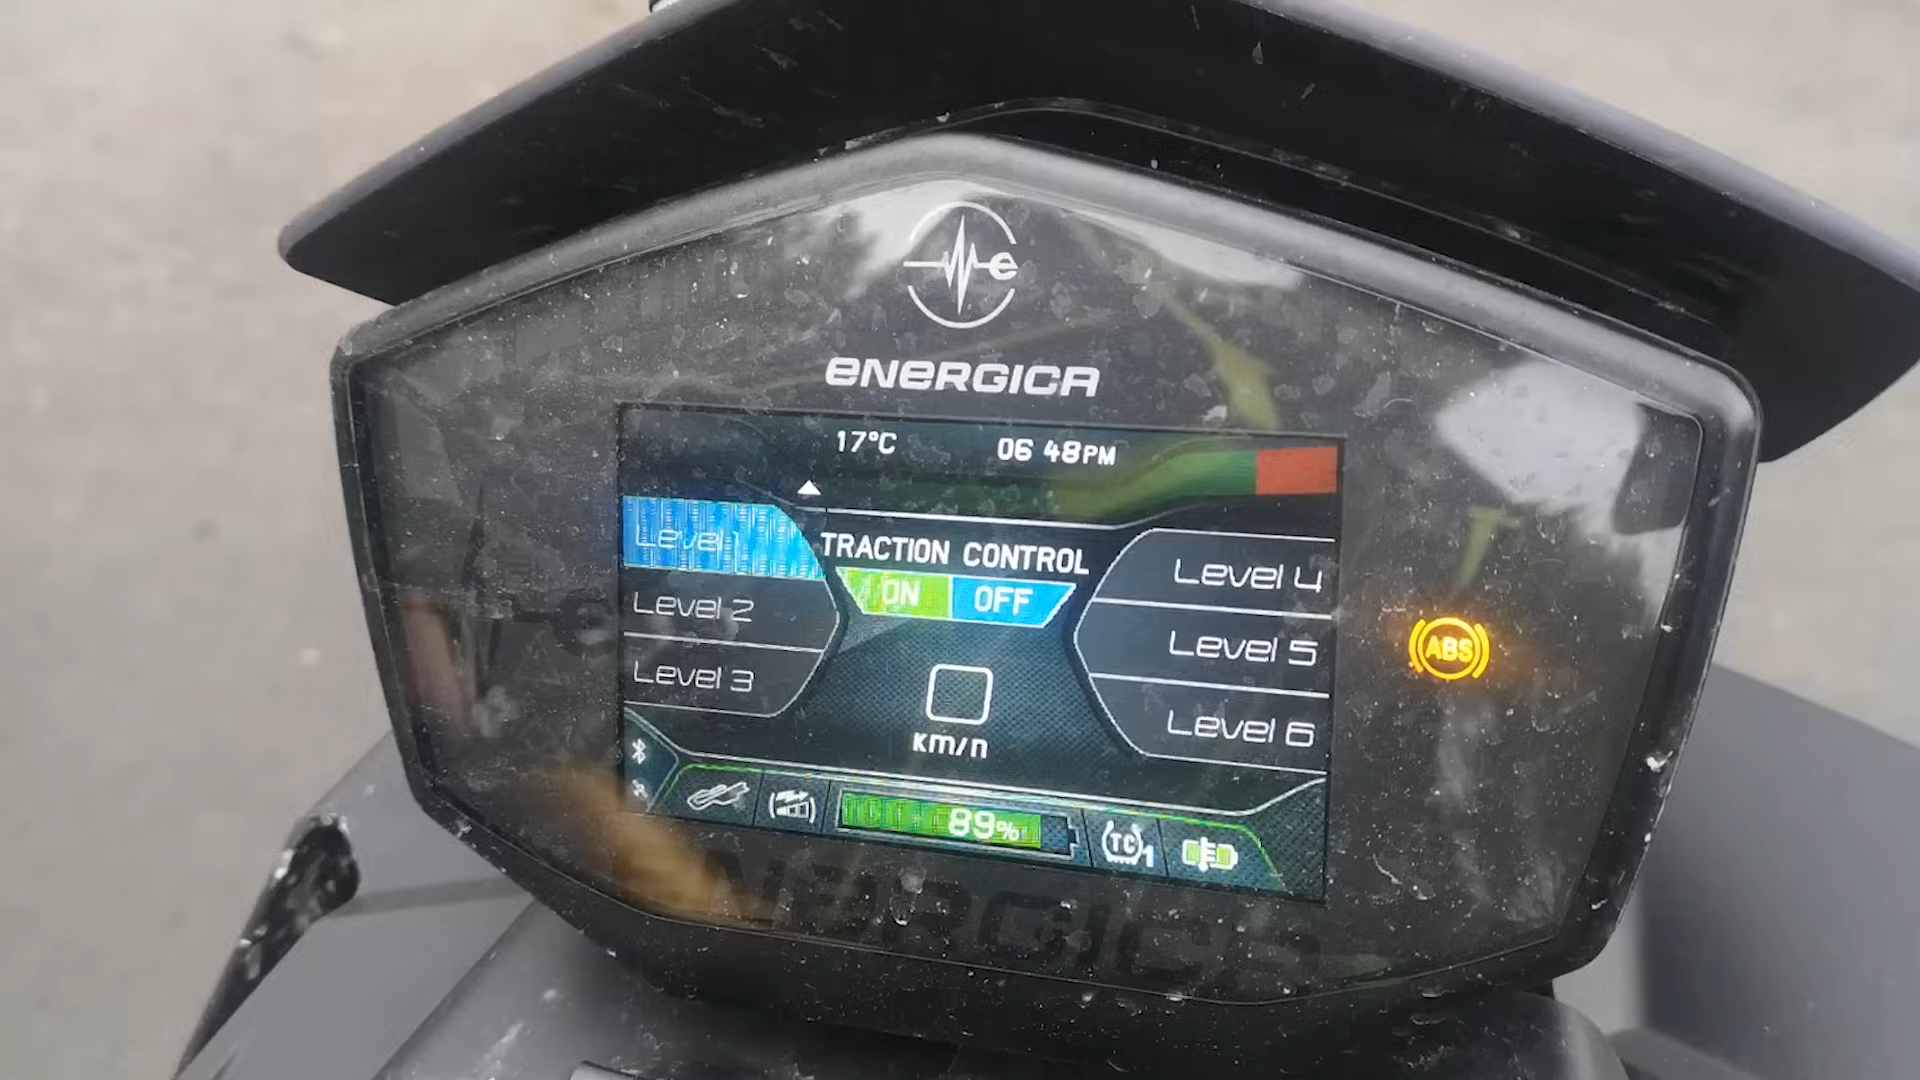 eNERGICA
17°C 06 48PM
Level 1
TRACTION CONTROL
ON OFF
Level 4
Level 2
Level 5
Level 3
Level 6
0
km/h
89%
TC 1
ABS